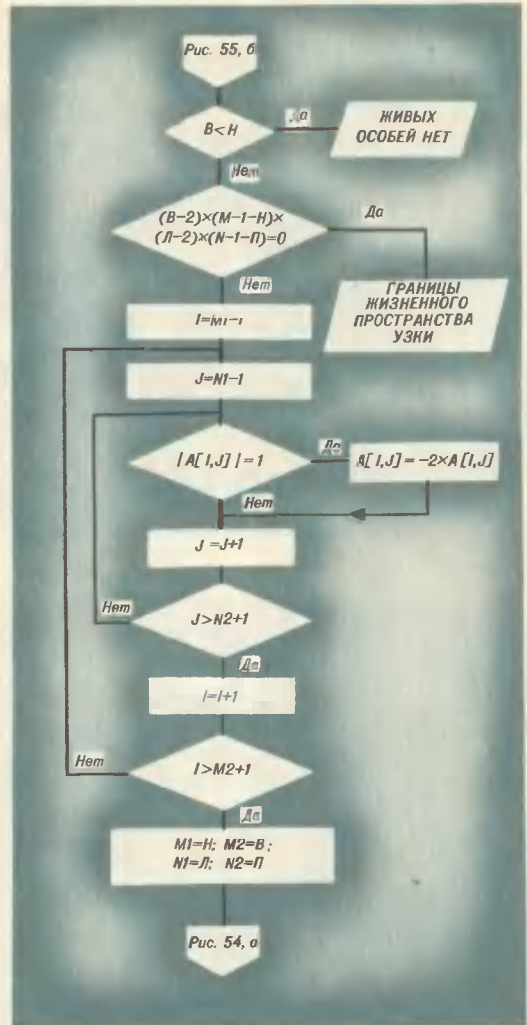 Рис. 55, б
В<Н
Да
ЖИВЫХ
ОСОБЕЙ НЕТ
Нет
(В-2)×(М-1-Н)×
(Л-2)×(N-1-П)=0
Да
Нет
ГРАНИЦЫ
ЖИЗНЕННОГО
ПРОСТРАНСТВА
УЗКИ
I=M1-1
J=N1-1
|A[I,J]|=1
Да
A[I,J]=-2×A[I,J]
Нет
J=J+1
Нет
J>N2+1
Да
I=I+1
Нет
I>M2+1
Да
M1=Н; M2=В;
N1=Л; N2=П
Рис. 54, а